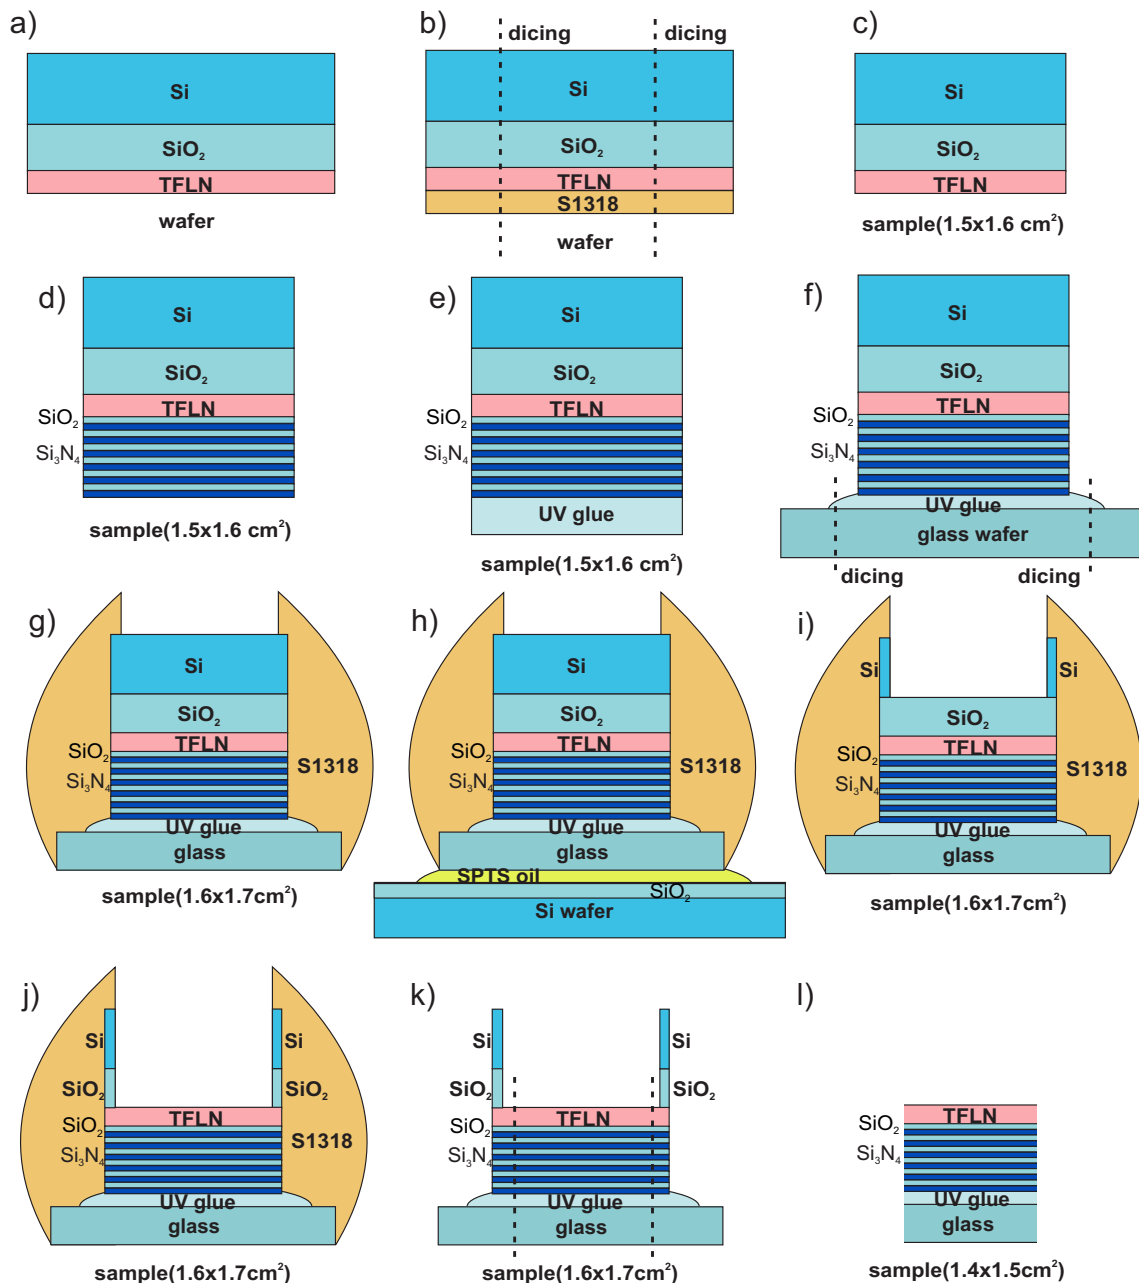 a)
Si
SiO₂
TFLN
wafer
b)
dicing
dicing
Si
SiO₂
TFLN
S1318
wafer
c)
Si
SiO₂
TFLN
sample(1.5x1.6 cm²)
d)
Si
SiO₂
TFLN
SiO₂
Si₃N₄
sample(1.5x1.6 cm²)
e)
Si
SiO₂
TFLN
SiO₂
Si₃N₄
UV glue
sample(1.5x1.6 cm²)
f)
Si
SiO₂
TFLN
SiO₂
Si₃N₄
UV glue
glass wafer
dicing
dicing
g)
Si
SiO₂
TFLN
SiO₂
Si₃N₄
S1318
UV glue
glass
sample(1.6x1.7cm²)
h)
Si
SiO₂
TFLN
SiO₂
Si₃N₄
S1318
UV glue
glass
SPTS oil
SiO₂
Si wafer
i)
Si
Si
SiO₂
TFLN
SiO₂
Si₃N₄
S1318
UV glue
glass
sample(1.6x1.7cm²)
j)
Si
Si
SiO₂
SiO₂
TFLN
SiO₂
Si₃N₄
S1318
UV glue
glass
sample(1.6x1.7cm²)
k)
Si
Si
SiO₂
SiO₂
TFLN
SiO₂
Si₃N₄
UV glue
glass
sample(1.6x1.7cm²)
l)
TFLN
SiO₂
Si₃N₄
UV glue
glass
sample(1.4x1.5cm²)